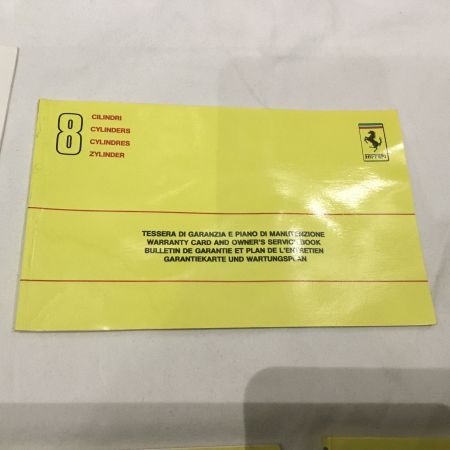 8
CILINDRI
CYLINDERS
CYLINDRES
ZYLINDER
Ferrari
TESSERA DI GARANZIA E PIANO DI MANUTENZIONE
WARRANTY CARD AND OWNER'S SERVICE BOOK
BULLETIN DE GARANTIE ET PLAN DE L'ENTRETIEN
GARANTIEKARTE UND WARTUNGSPLAN